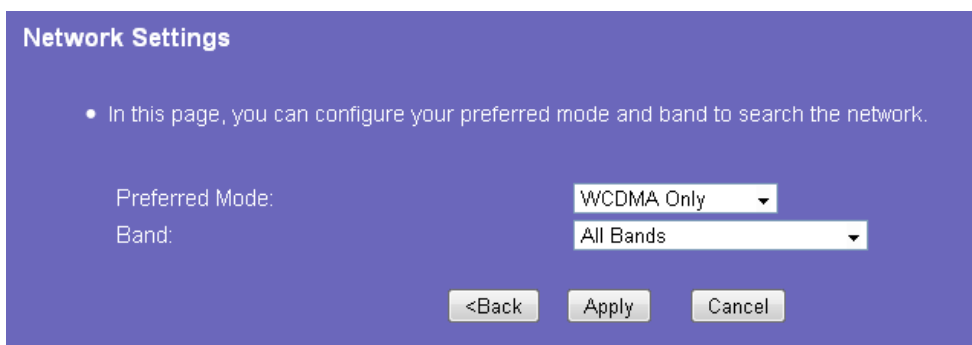 Network Settings
• In this page, you can configure your preferred mode and band to search the network.
Preferred Mode: WCDMA Only
Band: All Bands
<Back Apply Cancel